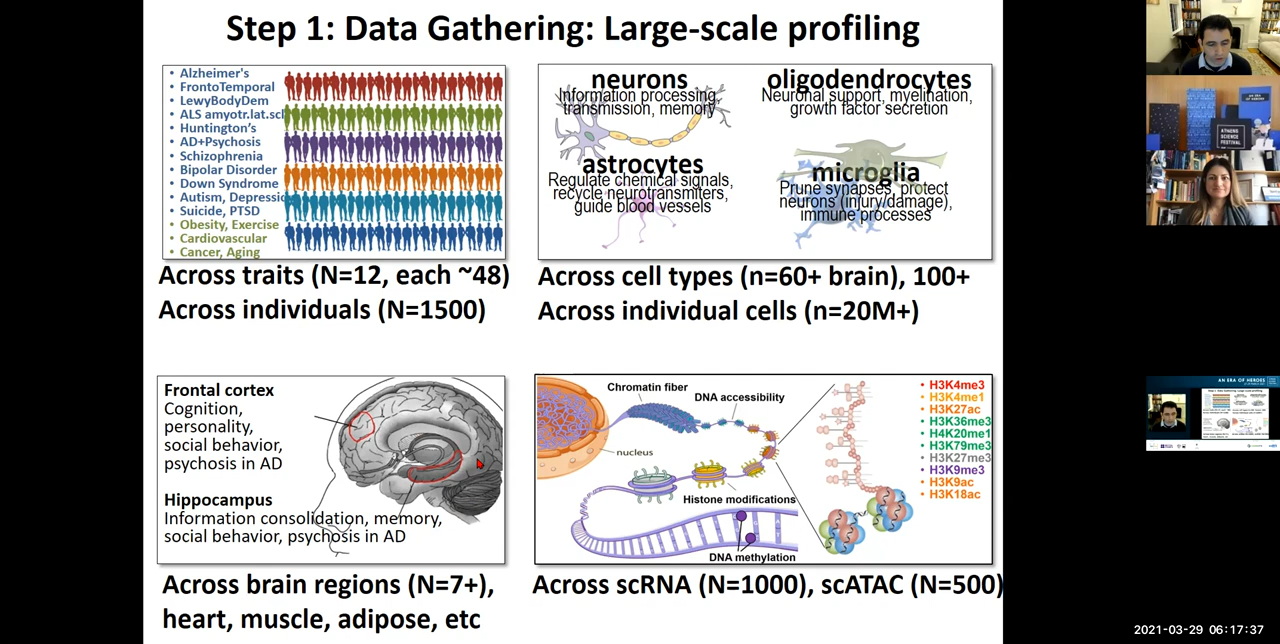 Step 1: Data Gathering: Large-scale profiling
• Alzheimer's
• FrontoTemporal
• LewyBodyDem
• ALS amyotr.lat.scl
• Huntington's
• AD+Psychosis
• Schizophrenia
• Bipolar Disorder
• Down Syndrome
• Autism, Depressio
• Suicide, PTSD
• Obesity, Exercise
• Cardiovascular
• Cancer, Aging
Across traits (N=12, each ~48)
Across individuals (N=1500)
neurons
Information processing,
transmission, memory
oligodendrocytes
Neuronal support, myelination,
growth factor secretion
astrocytes
Regulate chemical signals,
recycle neurotransmiters,
guide blood vessels
microglia
Prune synapses, protect
neurons (injury/damage),
immune processes
Across cell types (n=60+ brain), 100+
Across individual cells (n=20M+)
Frontal cortex
Cognition,
personality,
social behavior,
psychosis in AD
Hippocampus
Information consolidation, memory,
social behavior, psychosis in AD
Across brain regions (N=7+),
heart, muscle, adipose, etc
Chromatin fiber
DNA accessibility
nucleus
Histone modifications
DNA methylation
• H3K4me3
• H3K4me1
• H3K27ac
• H3K36me3
• H4K20me1
• H3K79me3
• H3K27me3
• H3K9me3
• H3K9ac
• H3K18ac
Across scRNA (N=1000), scATAC (N=500)
ATHENS
SCIENCE
FESTIVAL
AN ERA OF HEROES
2021-03-29 06:17:37